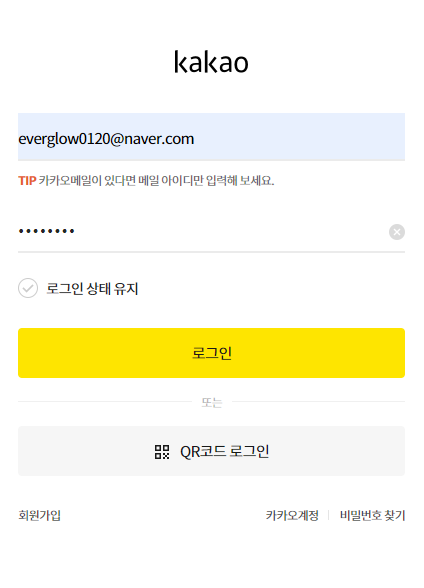 kakao
everglow0120@naver.com
TIP 카카오메일이 있다면 메일 아이디만 입력해 보세요.
••••••••
로그인 상태 유지
로그인
또는
QR코드 로그인
회원가입 카카오계정 비밀번호 찾기